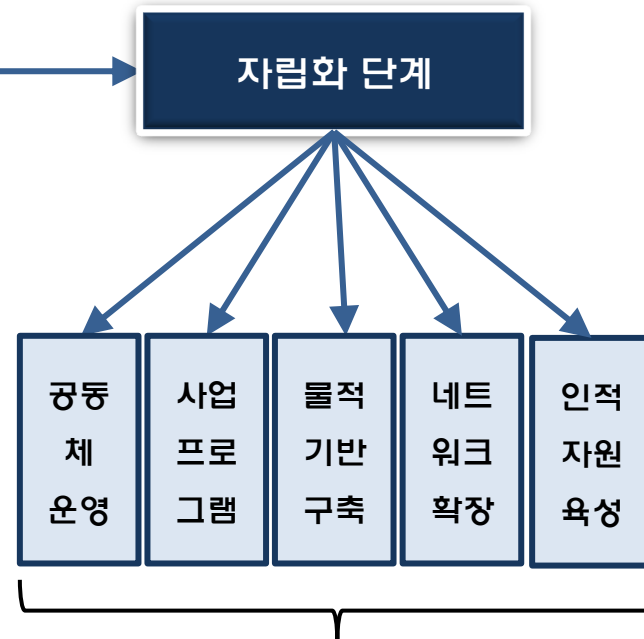 자립화 단계
공동
체
운영
사업
프로
그램
물적
기반
구축
네트
워크
확장
인적
자원
육성